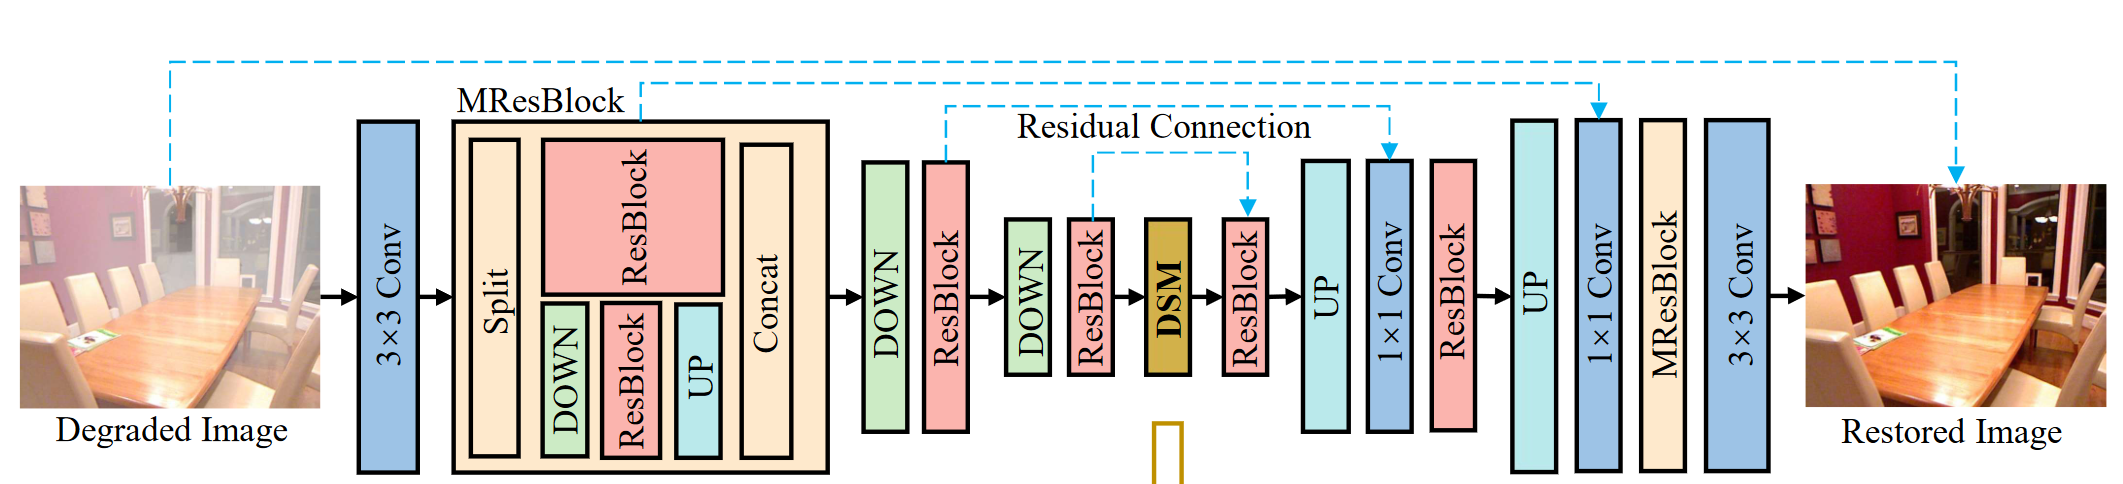 MResBlock
Residual Connection
3×3 Conv
Split
ResBlock
DOWN
ResBlock
UP
Concat
DOWN
ResBlock
DOWN
ResBlock
DSM
ResBlock
UP
1×1 Conv
ResBlock
UP
1×1 Conv
MResBlock
3×3 Conv
Degraded Image
Restored Image